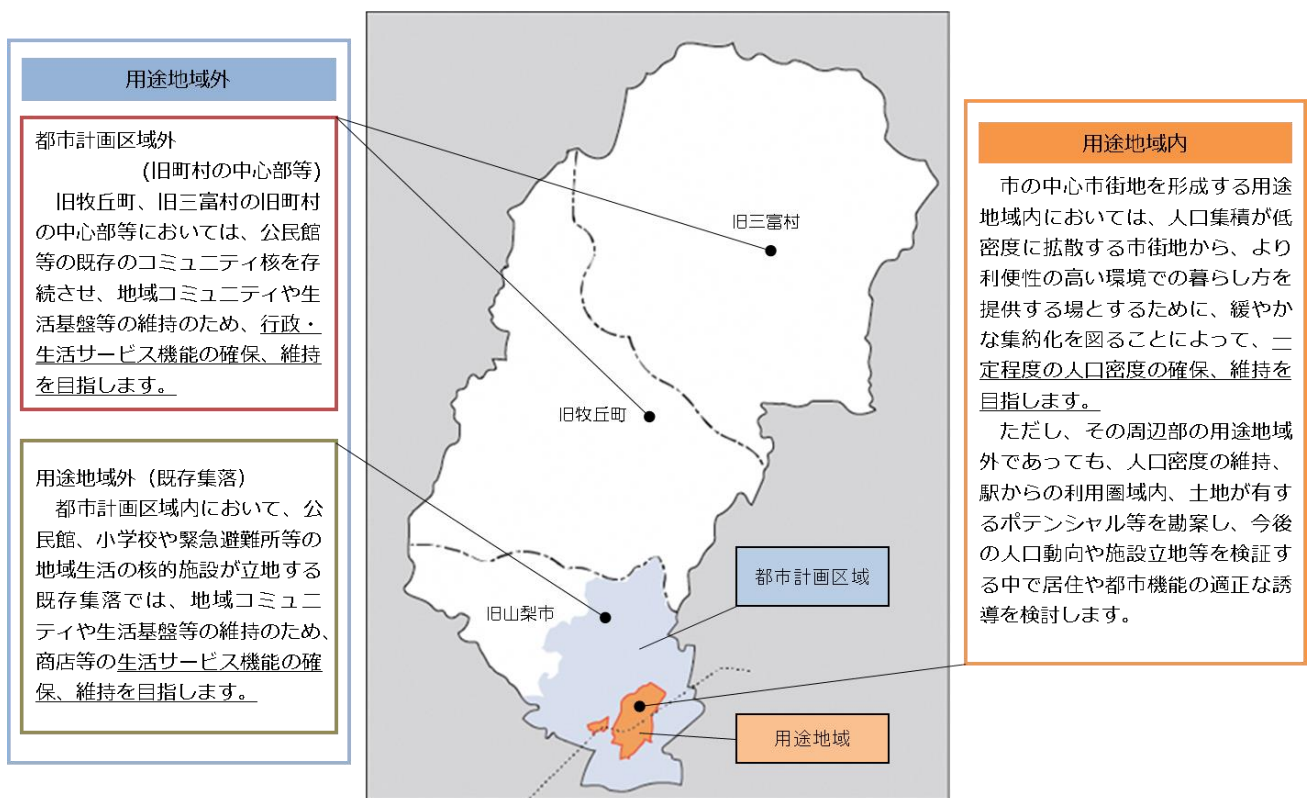 用途地域外
都市計画区域外
(旧町村の中心部等)
旧牧丘町、旧三富村の旧町村
の中心部等においては、公民館
等の既存のコミュニティ核を存
続させ、地域コミュニティや生
活基盤等の維持のため、行政・
生活サービス機能の確保、維持
を目指します。
用途地域外（既存集落）
都市計画区域内において、公
民館、小学校や緊急避難所等の
地域生活の核的施設が立地する
既存集落では、地域コミュニ
ティや生活基盤等の維持のため、
商店等の生活サービス機能の確
保、維持を目指します。
旧三富村
旧牧丘町
旧山梨市
都市計画区域
用途地域
用途地域内
市の中心市街地を形成する用途
地域内においては、人口集積が低
密度に拡散する市街地から、より
利便性の高い環境での暮らし方を
提供する場とするために、緩やか
な集約化を図ることによって、一
定程度の人口密度の確保、維持を
目指します。
ただし、その周辺部の用途地域
外であっても、人口密度の維持、
駅からの利用圏域内、土地が有す
るポテンシャル等を勘案し、今後
の人口動向や施設立地等を検証す
る中で居住や都市機能の適正な誘
導を検討します。